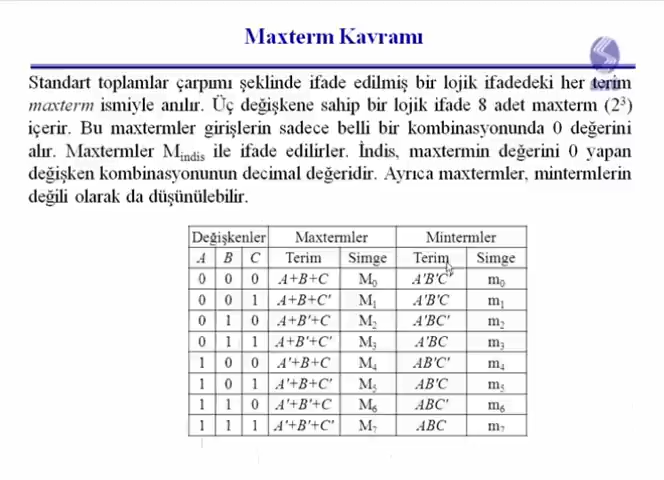 Maxterm Kavramı
Standart toplamlar çarpımı şeklinde ifade edilmiş bir lojik ifadedeki her terim
maxterm ismiyle anılır. Üç değişkene sahip bir lojik ifade 8 adet maxterm (2³)
içerir. Bu maxtermler girişlerin sadece belli bir kombinasyonunda 0 değerini
alır. Maxtermler Mindis ile ifade edilirler. İndis, maxtermin değerini 0 yapan
değişken kombinasyonunun decimal değeridir. Ayrıca maxtermler, mintermlerin
değili olarak da düşünülebilir.
Değişkenler Maxtermler Mintermler
A B C Terim Simge Terim Simge
0 0 0 A+B+C M₀ A'B'C' m₀
0 0 1 A+B+C' M₁ A'B'C m₁
0 1 0 A+B'+C M₂ A'BC' m₂
0 1 1 A+B'+C' M₃ A'BC m₃
1 0 0 A'+B+C M₄ AB'C' m₄
1 0 1 A'+B+C' M₅ AB'C m₅
1 1 0 A'+B'+C M₆ ABC' m₆
1 1 1 A'+B'+C' M₇ ABC m₇